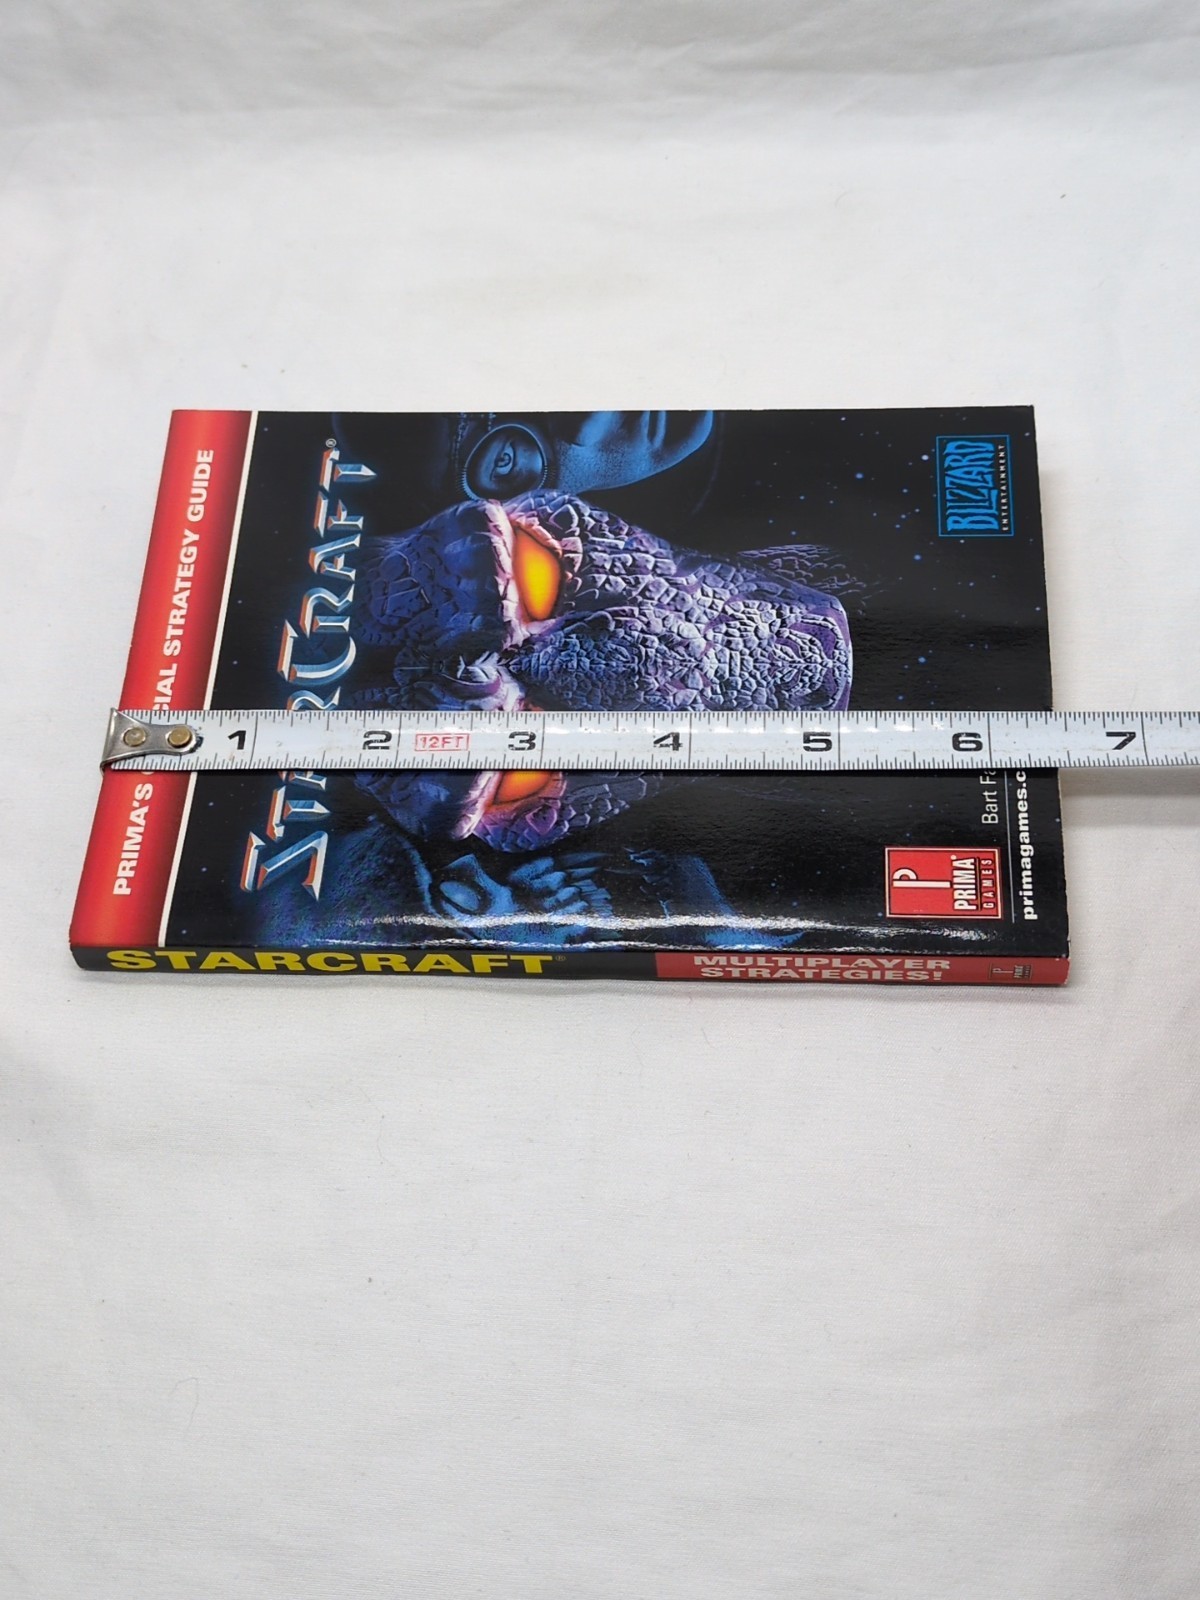 PRIMA'S
CIAL STRATEGY GUIDE
STARCRAFT®
BLIZZARD
ENTERTAINMENT®
Bart
primagames.c
P
PRIMA®
GAMES
1 2 12FT 3 4 5 6 7
STARCRAFT®
MULTIPLAYER
STRATEGIES!
P
PRIMA